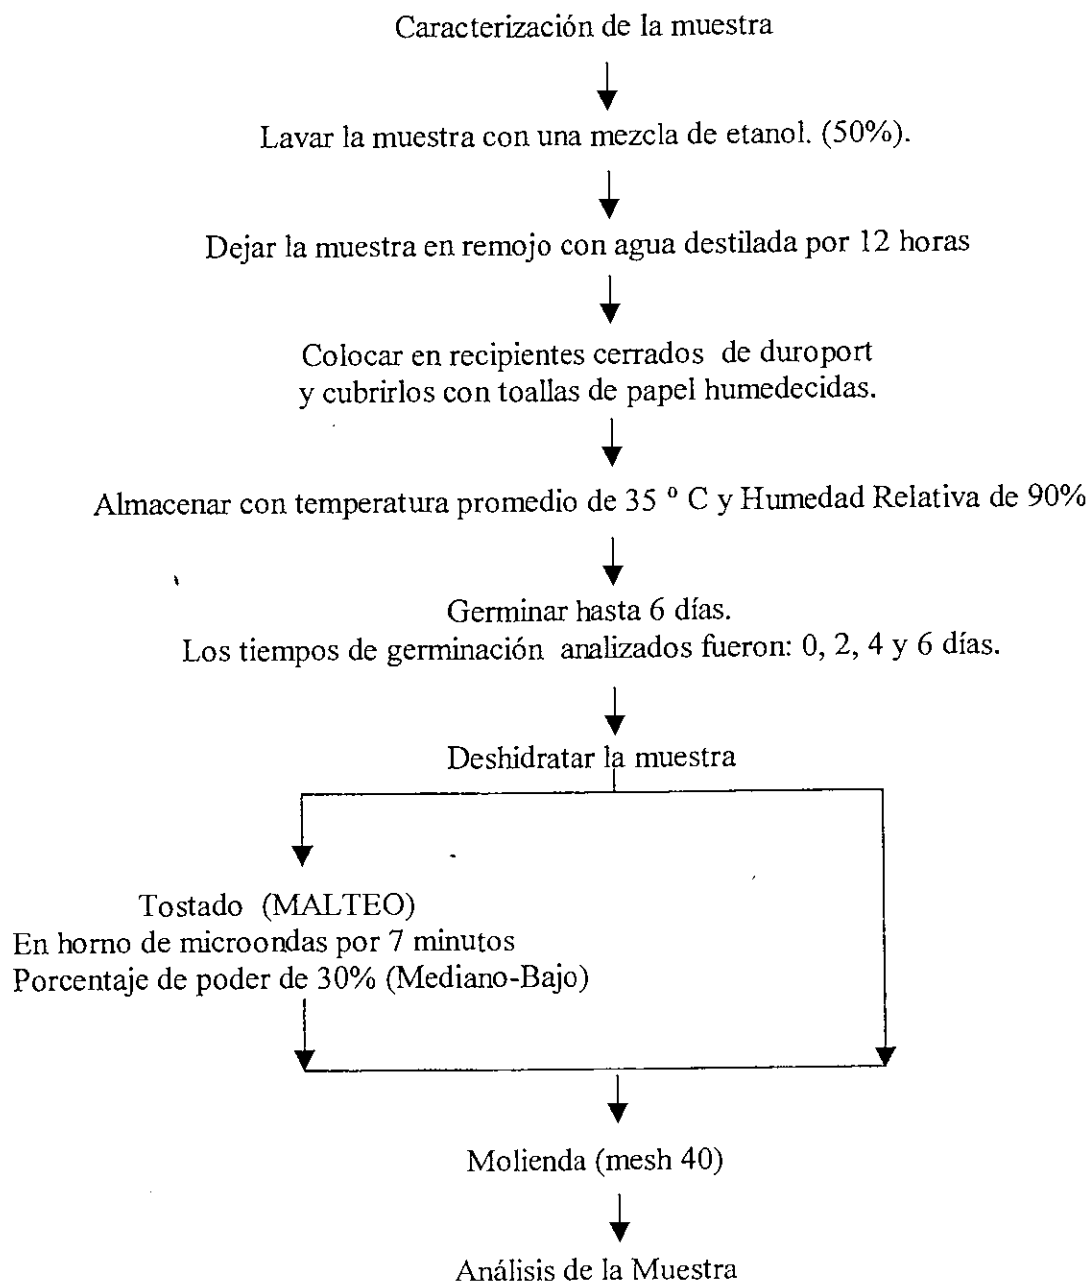 Caracterización de la muestra
Lavar la muestra con una mezcla de etanol. (50%).
Dejar la muestra en remojo con agua destilada por 12 horas
Colocar en recipientes cerrados de duroport
y cubrirlos con toallas de papel humedecidas.
Almacenar con temperatura promedio de 35 º C y Humedad Relativa de 90%
Germinar hasta 6 días.
Los tiempos de germinación analizados fueron: 0, 2, 4 y 6 días.
Deshidratar la muestra
Tostado (MALTEO)
En horno de microondas por 7 minutos
Porcentaje de poder de 30% (Mediano-Bajo)
Molienda (mesh 40)
Análisis de la Muestra